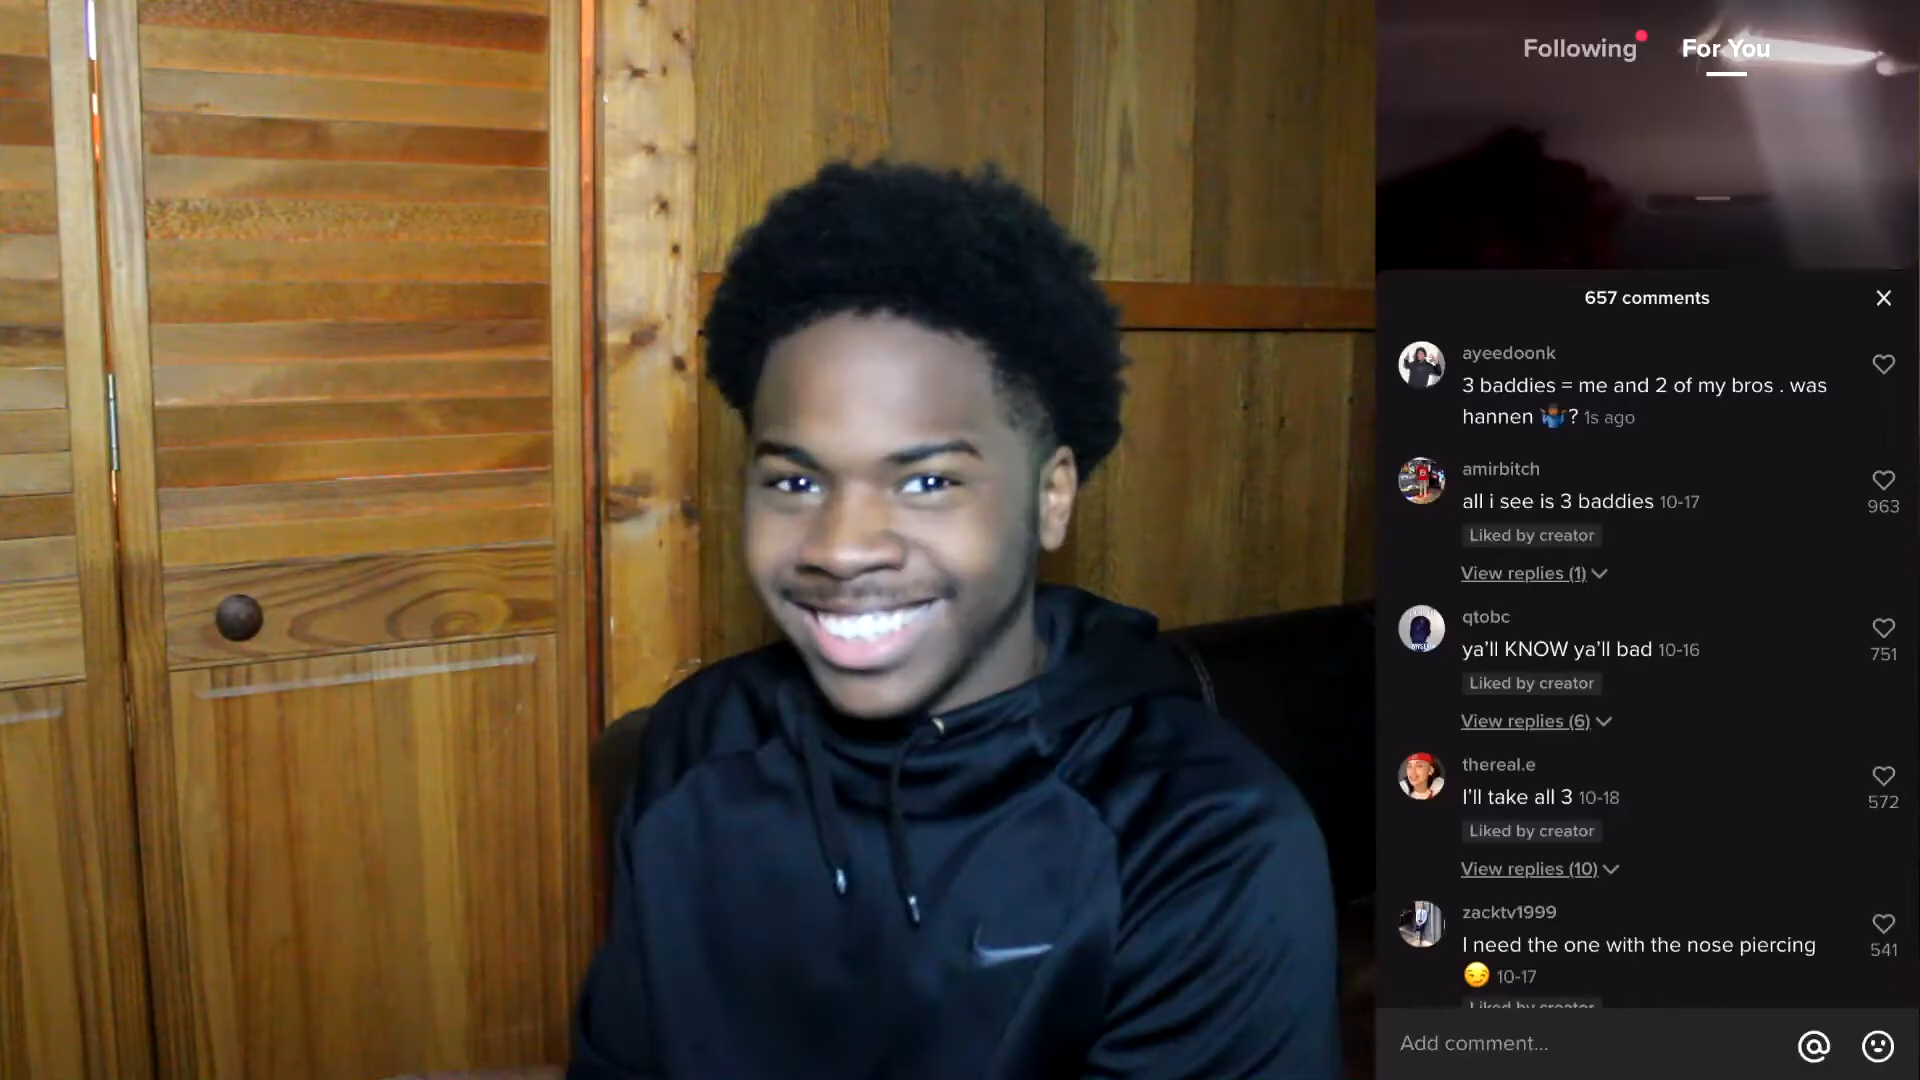 Following
For You
657 comments
ayeedoonk
3 baddies = me and 2 of my bros . was
hannen 🤷🏾‍♂️? 1s ago
amirbitch
all i see is 3 baddies 10-17
963
Liked by creator
View replies (1)
qtobc
ya'll KNOW ya'll bad 10-16
751
Liked by creator
View replies (6)
thereal.e
I'll take all 3 10-18
572
Liked by creator
View replies (10)
zacktv1999
I need the one with the nose piercing
😏 10-17
541
Liked by creator
Add comment...